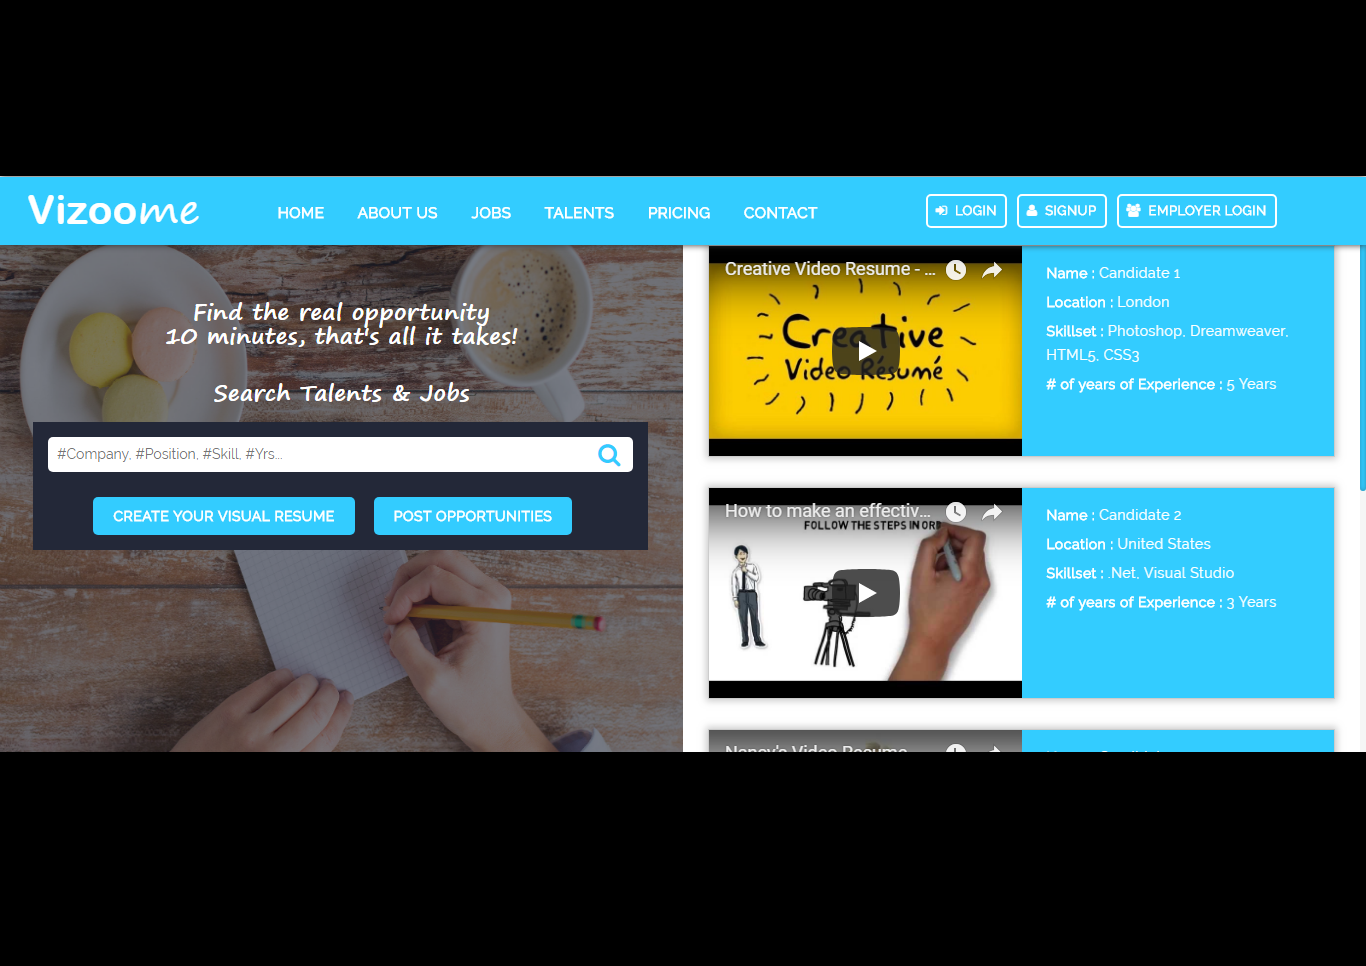 Vizoome
HOME ABOUT US JOBS TALENTS PRICING CONTACT
LOGIN SIGNUP EMPLOYER LOGIN
Find the real opportunity
10 minutes, that's all it takes!
Search Talents & Jobs
#Company, #Position, #Skill, #Yrs...
CREATE YOUR VISUAL RESUME POST OPPORTUNITIES
Creative Video Resume - ...
Creative
Video Résumé
Name : Candidate 1
Location : London
Skillset : Photoshop, Dreamweaver,
HTML5, CSS3
# of years of Experience : 5 Years
How to make an effectiv...
FOLLOW THE STEPS IN ORD
Name : Candidate 2
Location : United States
Skillset : .Net, Visual Studio
# of years of Experience : 3 Years
Nancy's Video Resume